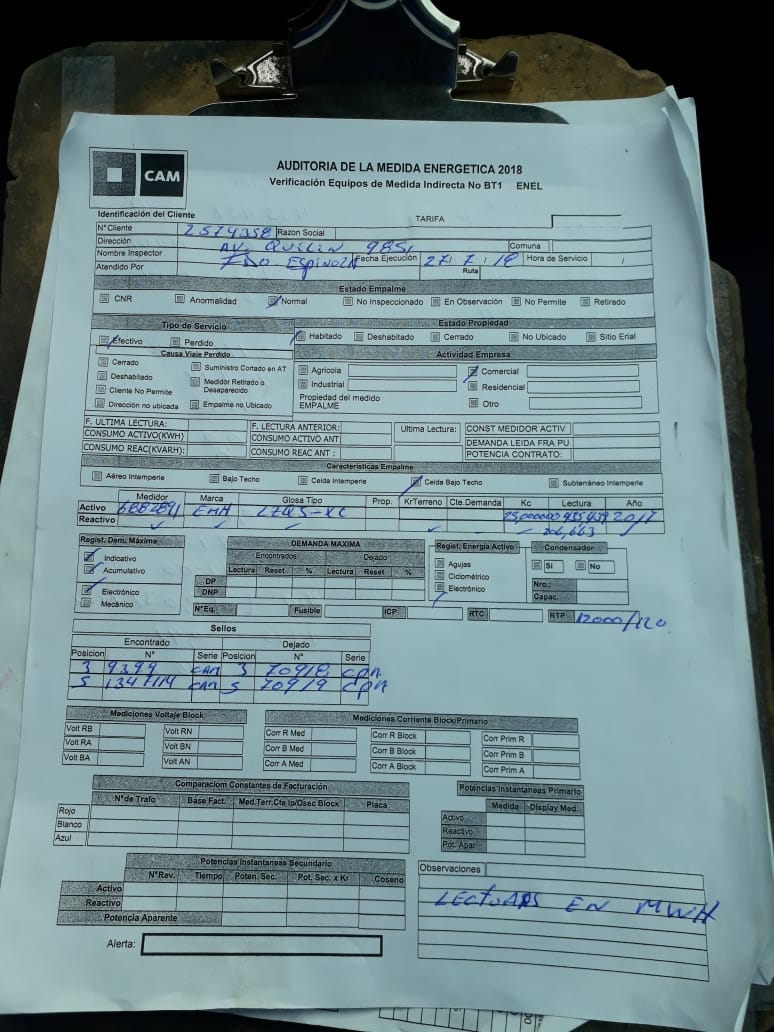 CAM
AUDITORIA DE LA MEDIDA ENERGETICA 2018
Verificación Equipos de Medida Indirecta No BT1 ENEL
Identificación del Cliente
TARIFA
N° Cliente 2574358 Razon Social
Dirección AV. QUILIN 9851 Comuna
Nombre Inspector FDO. ESPINOZA Fecha Ejecución 27/7/18 Hora de Servicio /
Atendido Por Ruta
Estado Empalme
CNR Anormalidad Normal No Inspeccionado En Observación No Permite Retirado
Tipo de Servicio Estado Propiedad
Efectivo Perdido Habitado Deshabitado Cerrado No Ubicado Sitio Erial
Causa Viaje Perdido Actividad Empresa
Cerrado Suministro Cortado en AT Agricola Comercial
Deshabitado Medidor Retirado o Desaparecido Industrial Residencial
Cliente No Permite Propiedad del medido EMPALME Otro
Dirección no ubicada Empalme no Ubicado
F. ULTIMA LECTURA: F. LECTURA ANTERIOR: Ultima Lectura: CONST MEDIDOR ACTIV
CONSUMO ACTIVO(KWH) CONSUMO ACTIVO ANT DEMANDA LEIDA FRA PU
CONSUMO REAC(KVARH): CONSUMO REAC ANT : POTENCIA CONTRATO:
Caracteristicas Empalme
Aéreo Intemperie Bajo Techo Celda Intemperie Celda Bajo Techo Subterráneo Intemperie
Medidor Marca Glosa Tipo Prop. KrTerreno Cte.Demanda Kc Lectura Año
Activo 6882891 EMH LZQJ-XC 2017
Reactivo 206,663
Regist. Dem. Máxima DEMANDA MAXIMA Regist. Energia Activo Condensador
Indicativo Encontrados Dejado Agujas Si No
Acumulativo Lectura Reset % Lectura Reset % Ciclométrico Nro.:
Electrónico DP Electrónico Capac.
Mecánico DNP
N°Eq. Fusible ICP RTC RTP 12000/120
Sellos
Encontrado Dejado
Posicion N° Serie Posicion N° Serie
3 9399 CAM 3 70918 CAM
5 CAM 5 70919 CAM
Mediciones Voltaje Block Mediciones Corriente Block/Primario
Volt RB Volt RN Corr R Med Corr R Block Corr Prim R
Volt RA Volt BN Corr B Med Corr B Block Corr Prim B
Volt BA Volt AN Corr A Med Corr A Block Corr Prim A
Comparacion Constantes de Facturación Potencias Instantaneas Primario
N°de Trafo Base Fact. Med.Terr.Cte Ip/Osec Block Placa Medida Display Med.
Rojo Activo
Blanco Reactivo
Azul Pot. Apar
Potencias Instantaneas Secundario
N°Rev. Tiempo Poten. Sec. Pot. Sec. x Kr Coseno
Activo
Reactivo
Potencia Aparente
Observaciones
LECTURAS EN MWH
Alerta: